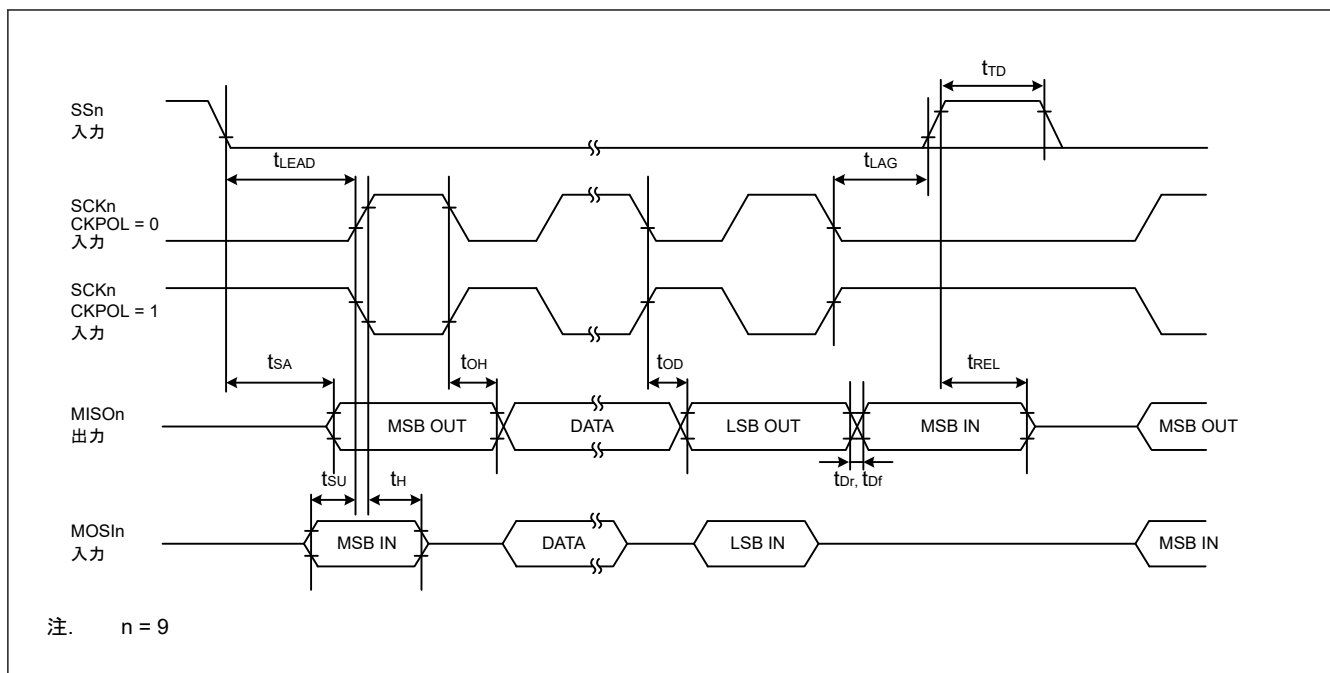 tTD
SSn
入力
tLEAD
tLAG
SCKn
CKPOL = 0
入力
SCKn
CKPOL = 1
入力
tSA
tOH
tOD
tREL
MISOn
出力
MSB OUT
DATA
LSB OUT
MSB IN
MSB OUT
tSU
tH
tDr, tDf
MOSIn
入力
MSB IN
DATA
LSB IN
MSB IN
注. n = 9